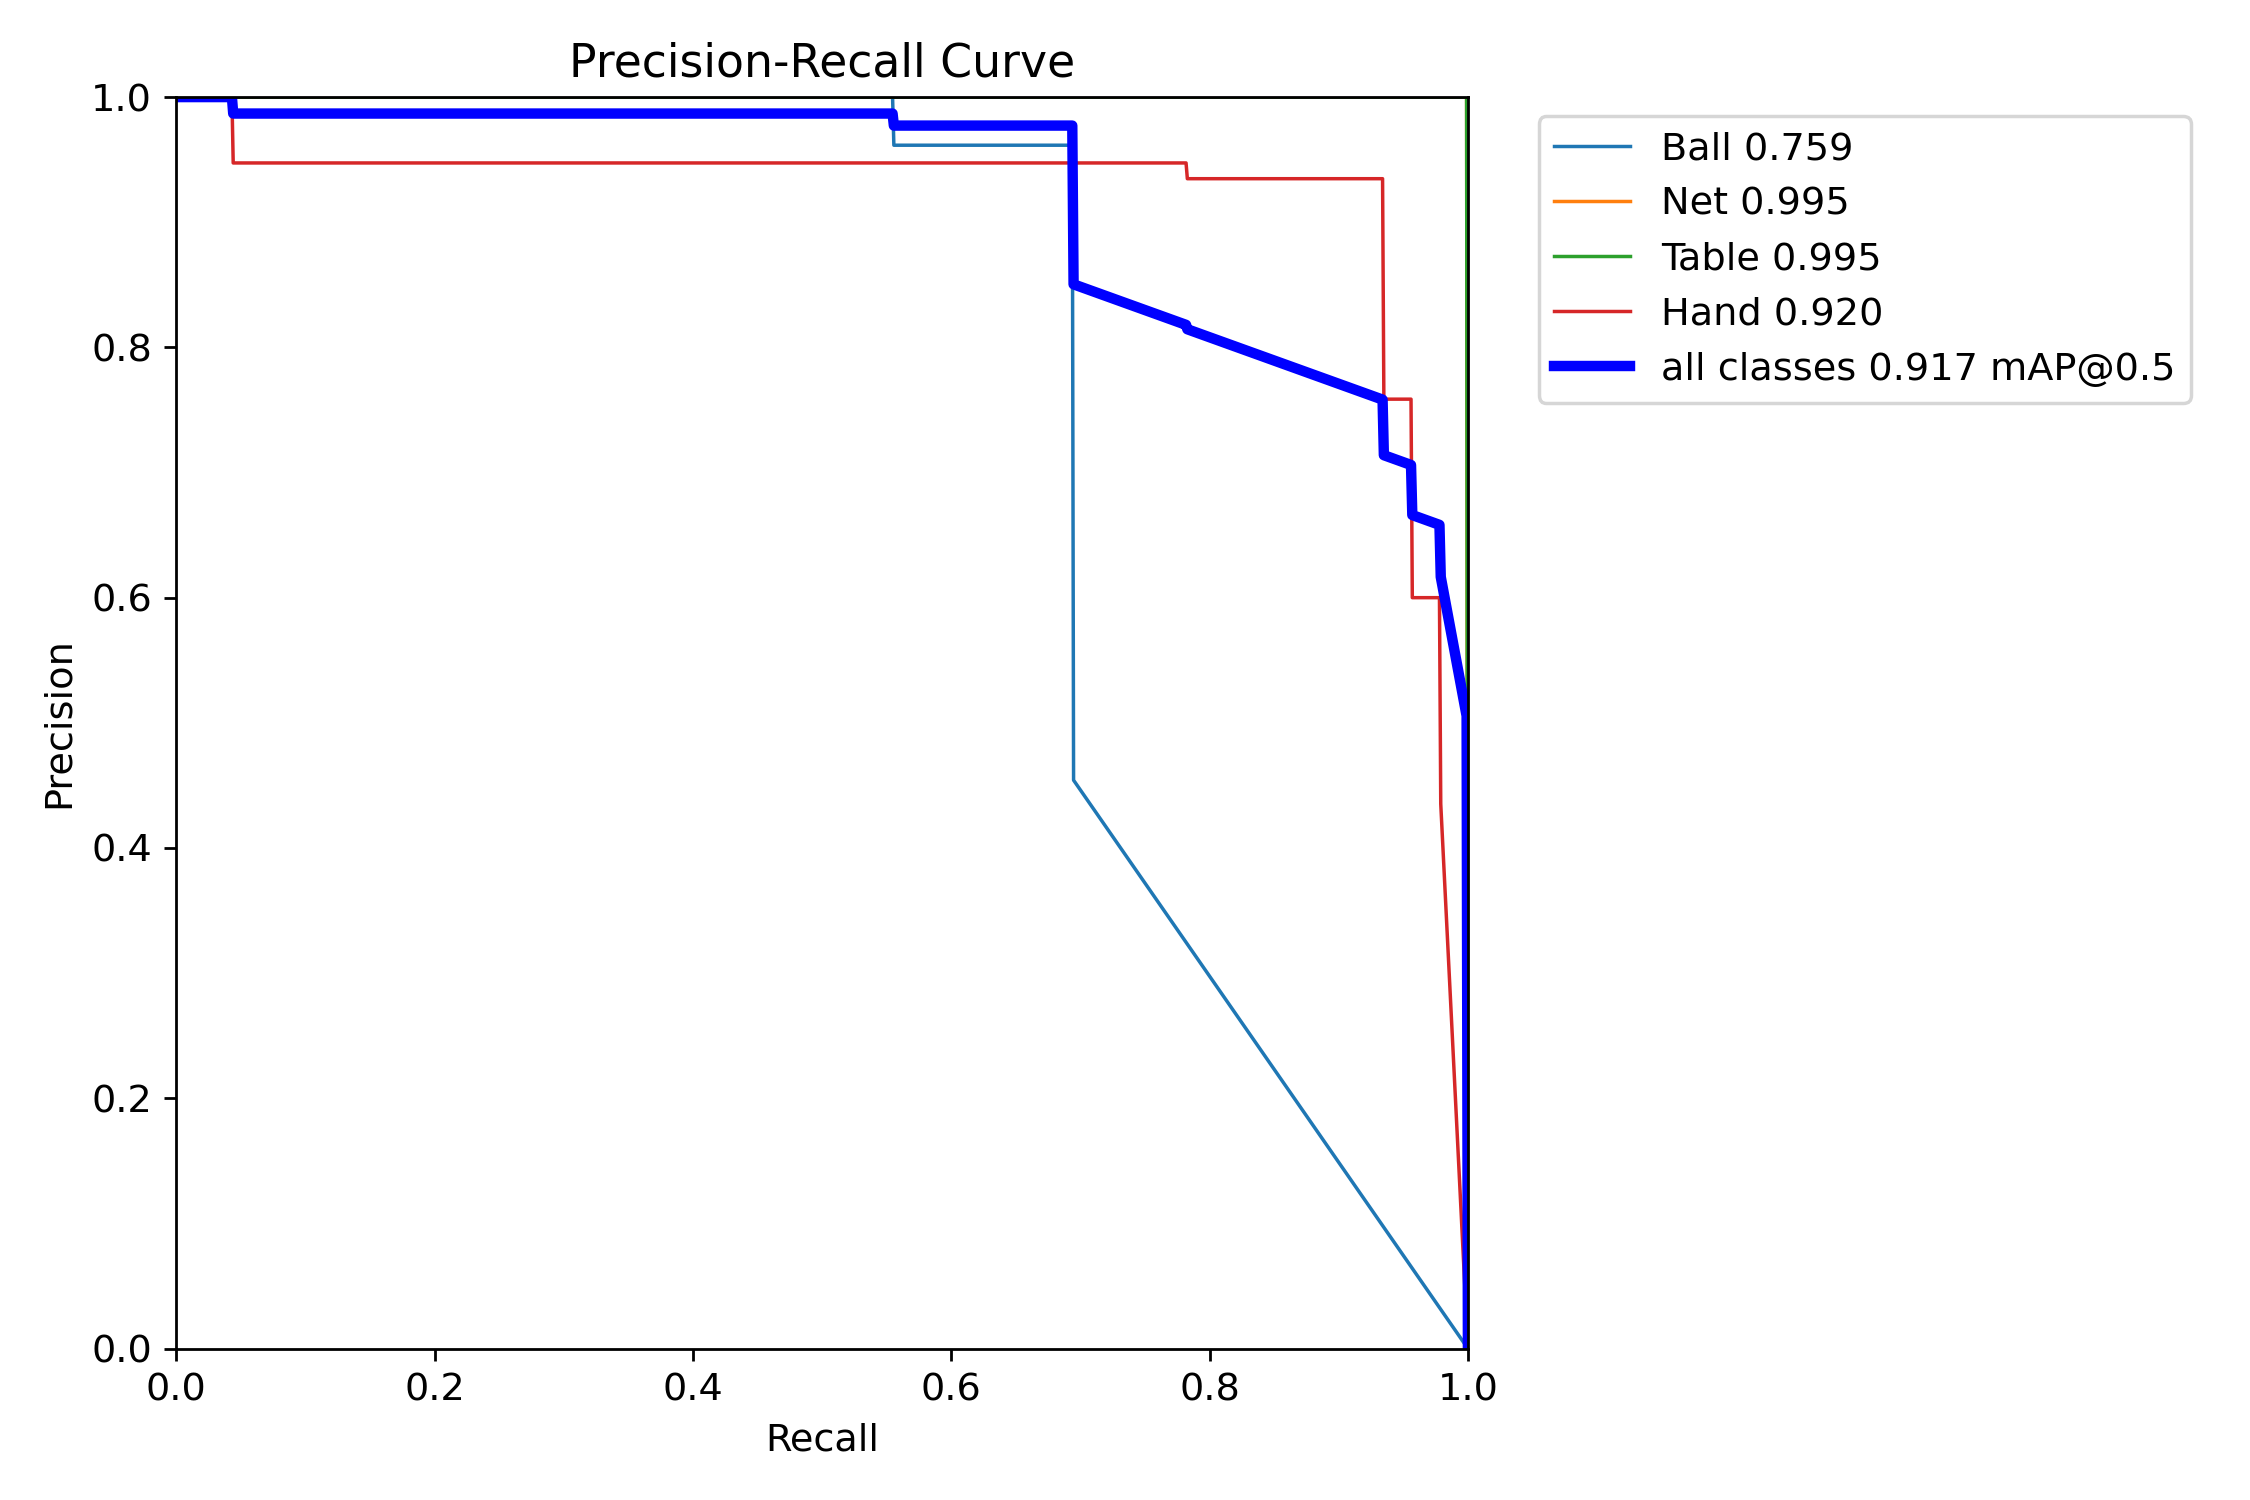 Precision-Recall Curve
1.0
0.8
0.6
0.4
0.2
0.0
Precision
0.0 0.2 0.4 0.6 0.8 1.0
Recall
Ball 0.759
Net 0.995
Table 0.995
Hand 0.920
all classes 0.917 mAP@0.5